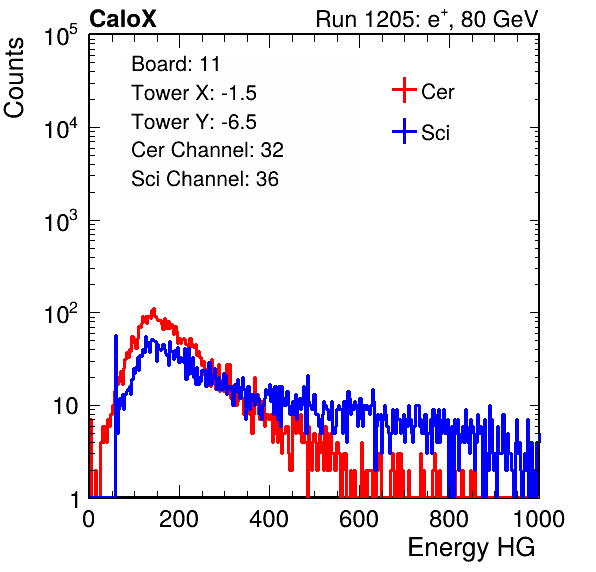 CaloX Run 1205: e⁺, 80 GeV
Counts
Board: 11
Tower X: -1.5
Tower Y: -6.5
Cer Channel: 32
Sci Channel: 36
Cer
Sci
10⁵
10⁴
10³
10²
10
1
0 200 400 600 800 1000
Energy HG